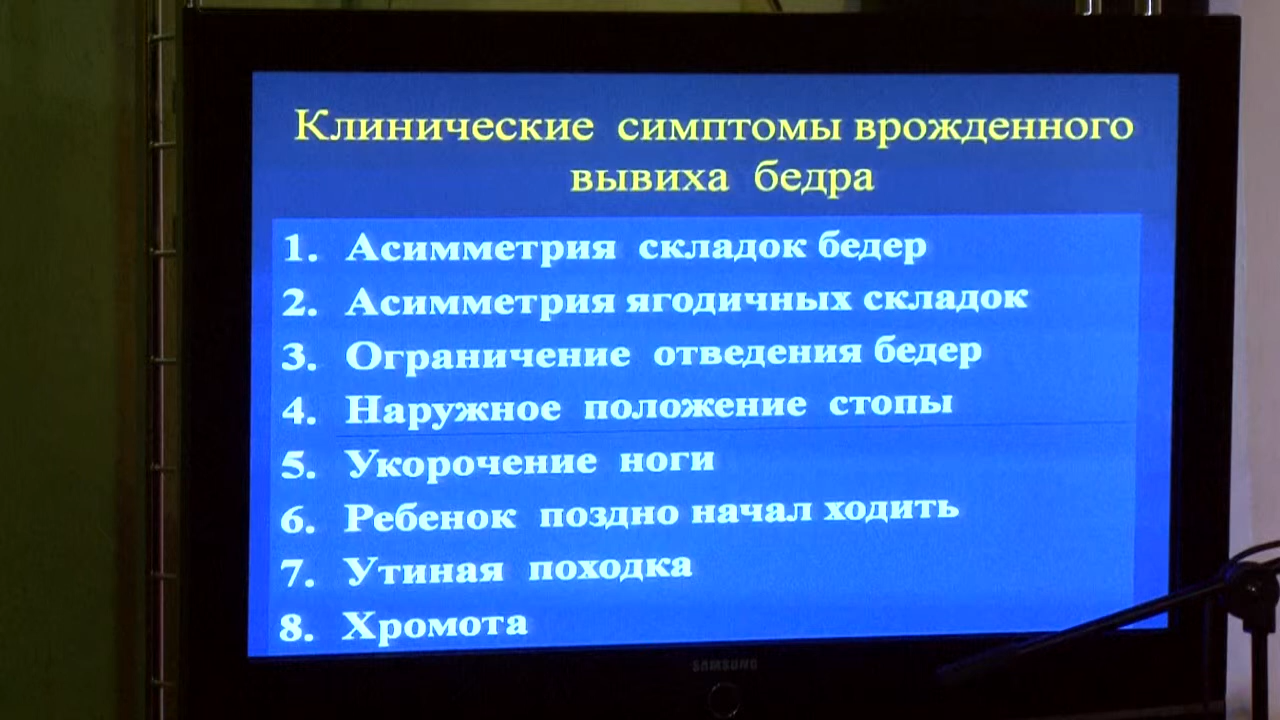 Клинические симптомы врожденного
вывиха бедра
1. Асимметрия складок бедер
2. Асимметрия ягодичных складок
3. Ограничение отведения бедер
4. Наружное положение стопы
5. Укорочение ноги
6. Ребенок поздно начал ходить
7. Утиная походка
8. Хромота
SAMSUNG